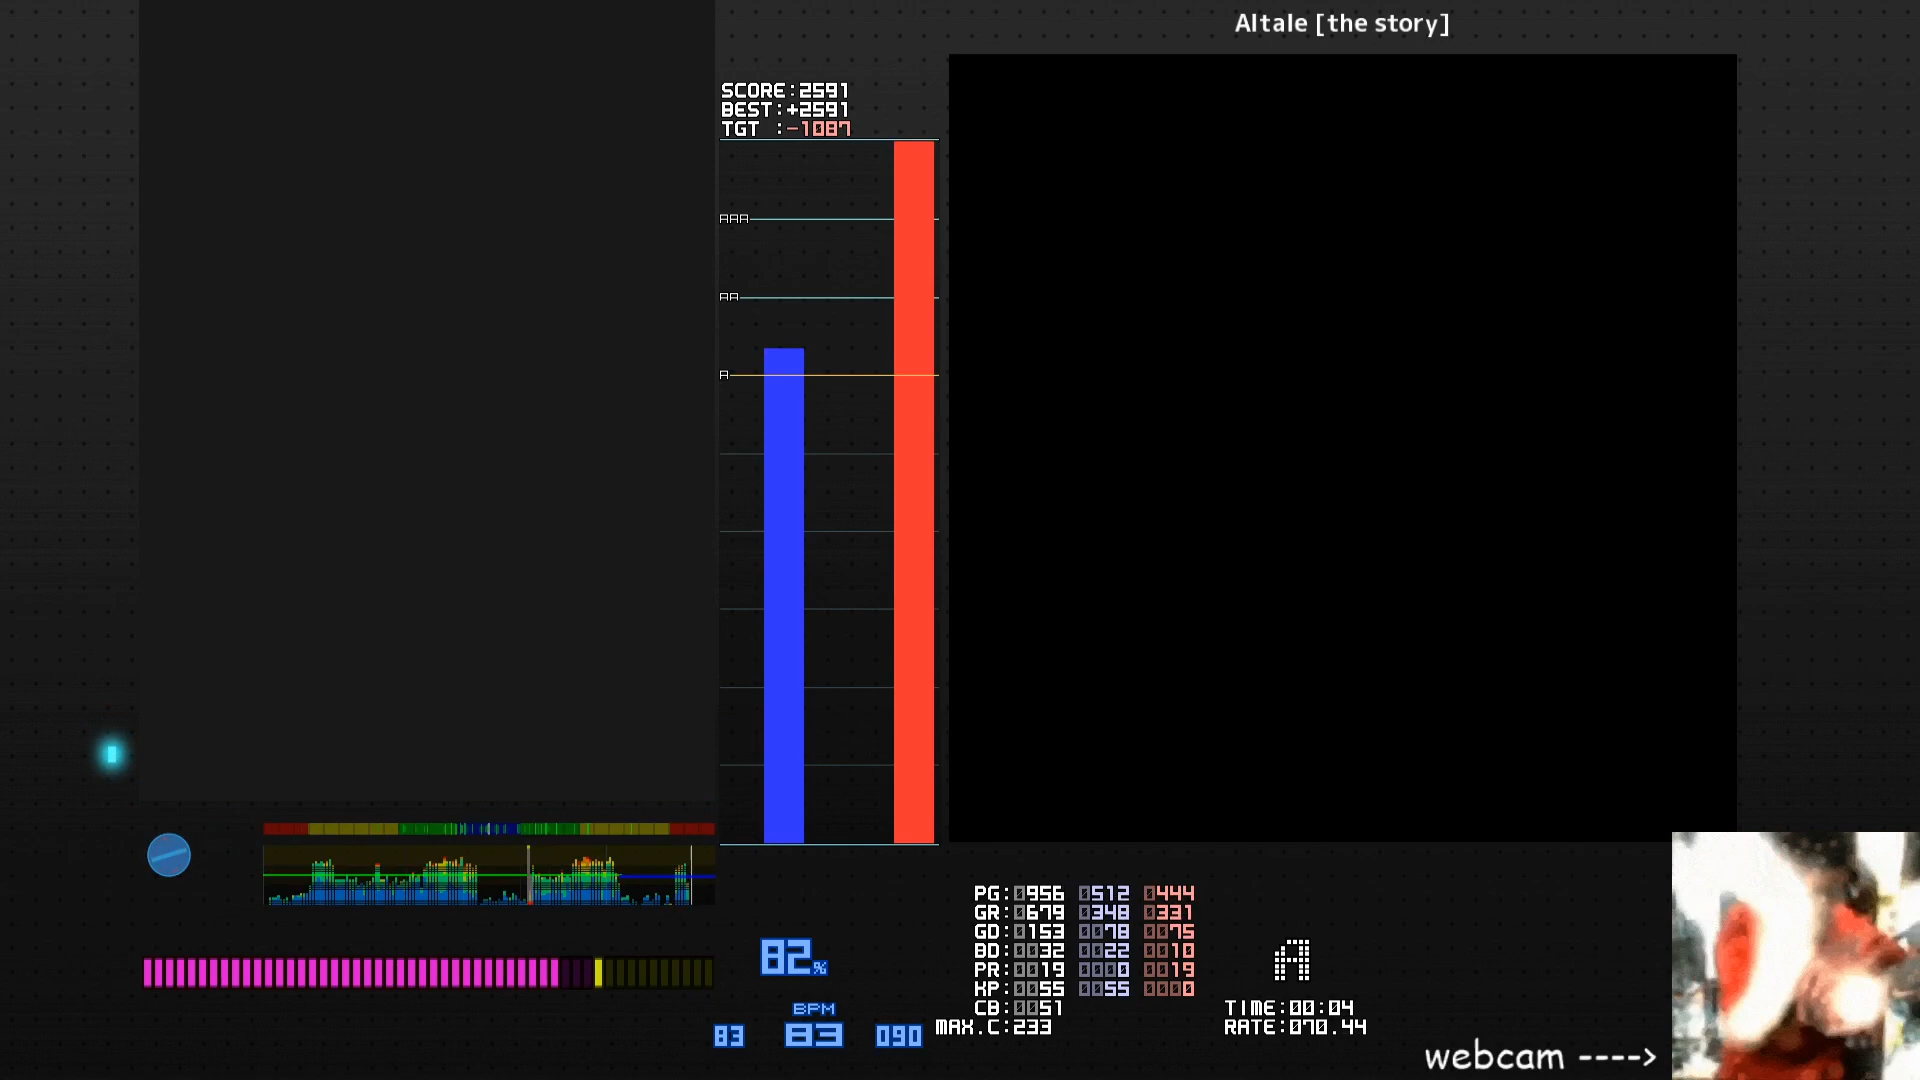 Altale [the story]
SCORE:2591
BEST:+2591
TGT :-1087
AAA
AA
A
PG:0956 0512 0444
GR:0679 0348 0331
GD:0153 0078 0075
BD:0032 0022 0010
PR:0019 0000 0019
KP:0055 0055 0000
CB:0051
MAX.C:233
82%
BPM
83 83 090
A
TIME:00:04
RATE:070.44
webcam ---->